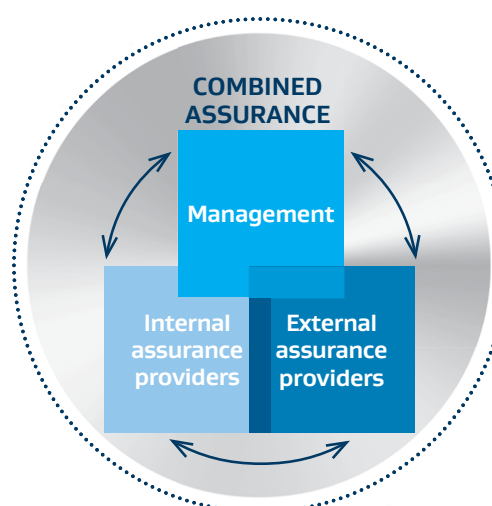 COMBINED
ASSURANCE
Management
Internal
assurance
providers
External
assurance
providers